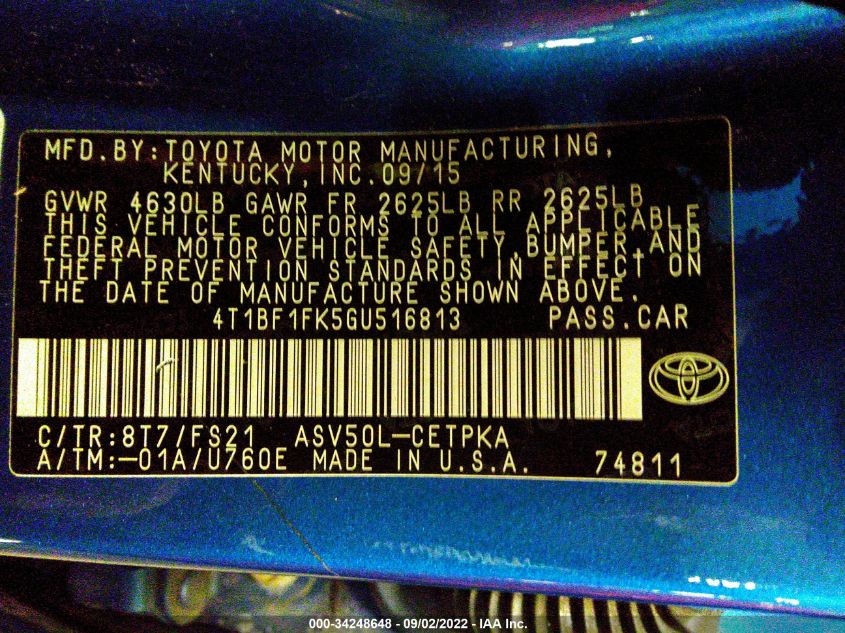 MFD.BY:TOYOTA MOTOR MANUFACTURING,
KENTUCKY,INC.09/15
GVWR 4630LB GAWR FR 2625LB RR 2625LB
THIS VEHICLE CONFORMS TO ALL APPLICABLE
FEDERAL MOTOR VEHICLE SAFETY,BUMPER,AND
THEFT PREVENTION STANDARDS IN EFFECT ON
THE DATE OF MANUFACTURE SHOWN ABOVE.
4T1BF1FK5GU516813 PASS.CAR
C/TR:8T7/FS21 ASV50L-CETPKA
A/TM:-01A/U760E MADE IN U.S.A. 74811
000-34248648 - 09/02/2022 - IAA Inc.